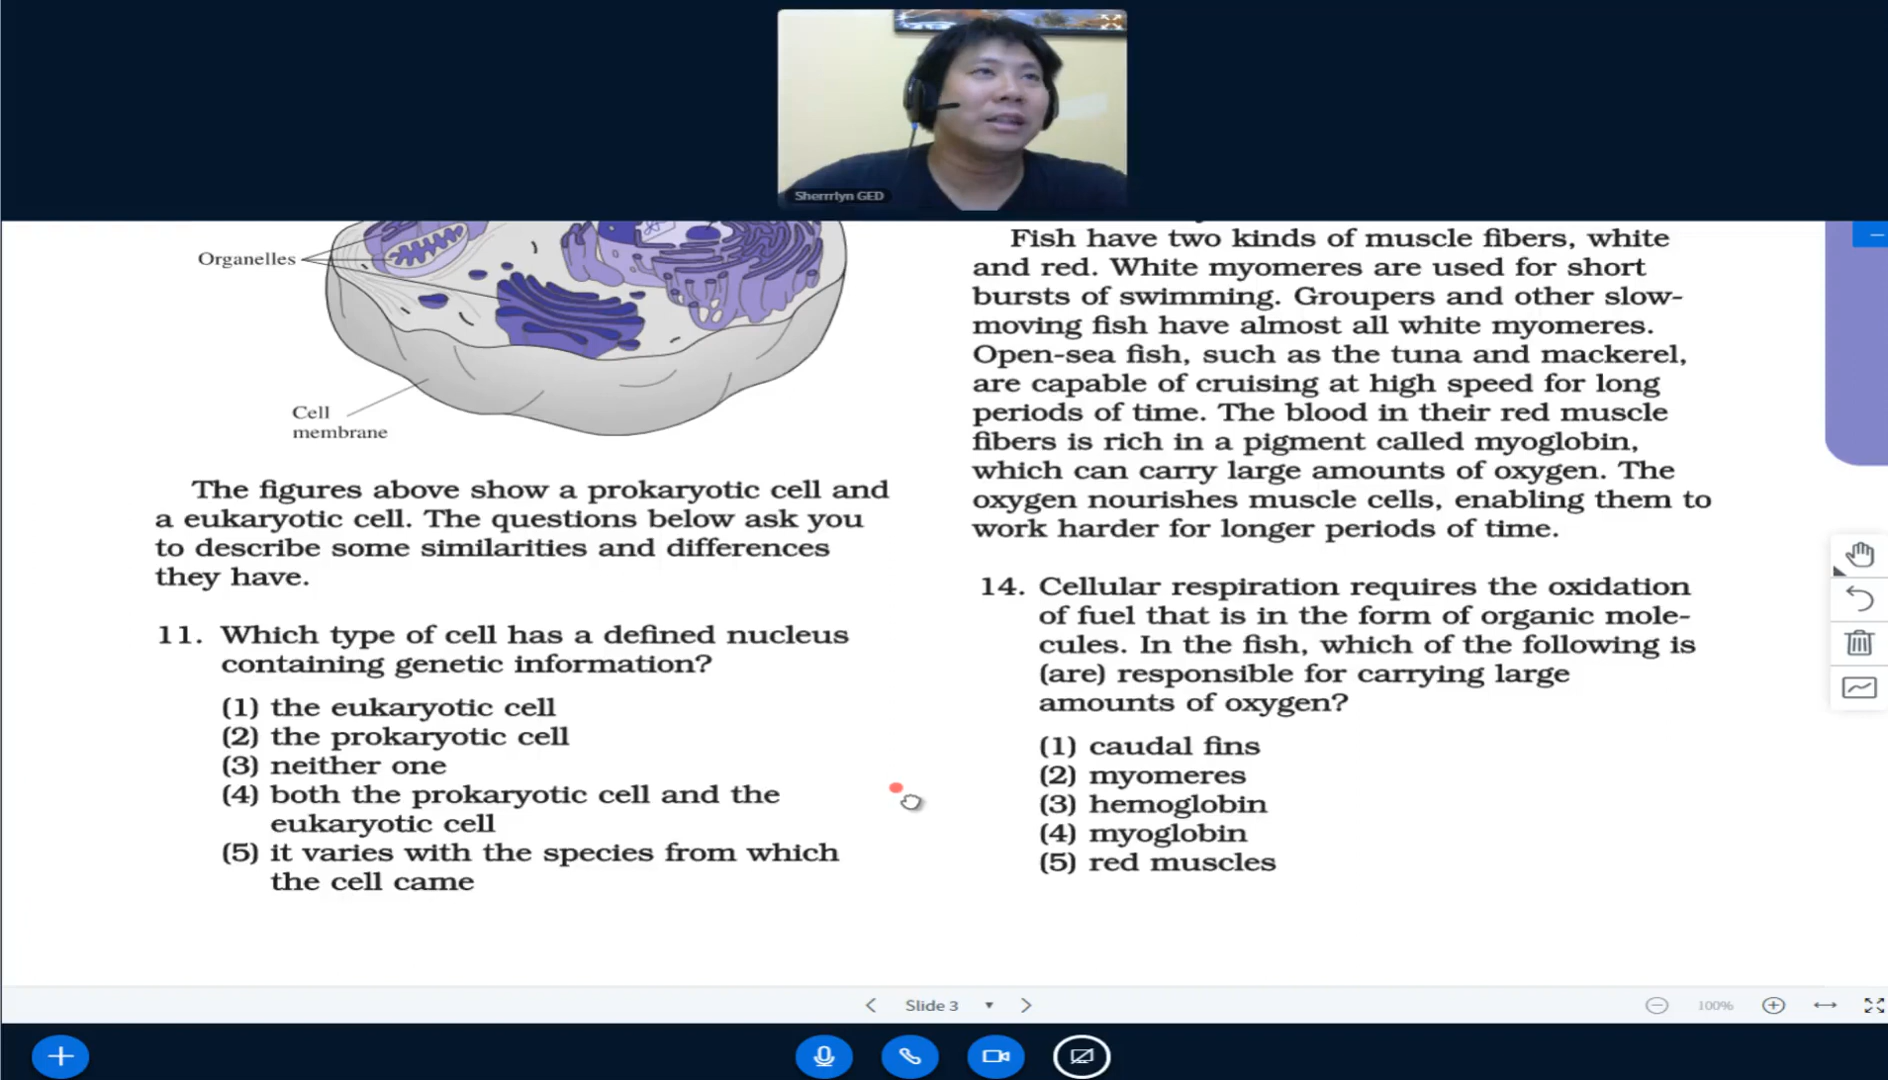 Sherrrlyn GED
Organelles
Cell
membrane
The figures above show a prokaryotic cell and
a eukaryotic cell. The questions below ask you
to describe some similarities and differences
they have.
11. Which type of cell has a defined nucleus
containing genetic information?
(1) the eukaryotic cell
(2) the prokaryotic cell
(3) neither one
(4) both the prokaryotic cell and the
eukaryotic cell
(5) it varies with the species from which
the cell came
Fish have two kinds of muscle fibers, white
and red. White myomeres are used for short
bursts of swimming. Groupers and other slow-
moving fish have almost all white myomeres.
Open-sea fish, such as the tuna and mackerel,
are capable of cruising at high speed for long
periods of time. The blood in their red muscle
fibers is rich in a pigment called myoglobin,
which can carry large amounts of oxygen. The
oxygen nourishes muscle cells, enabling them to
work harder for longer periods of time.
14. Cellular respiration requires the oxidation
of fuel that is in the form of organic mole-
cules. In the fish, which of the following is
(are) responsible for carrying large
amounts of oxygen?
(1) caudal fins
(2) myomeres
(3) hemoglobin
(4) myoglobin
(5) red muscles
Slide 3
100%